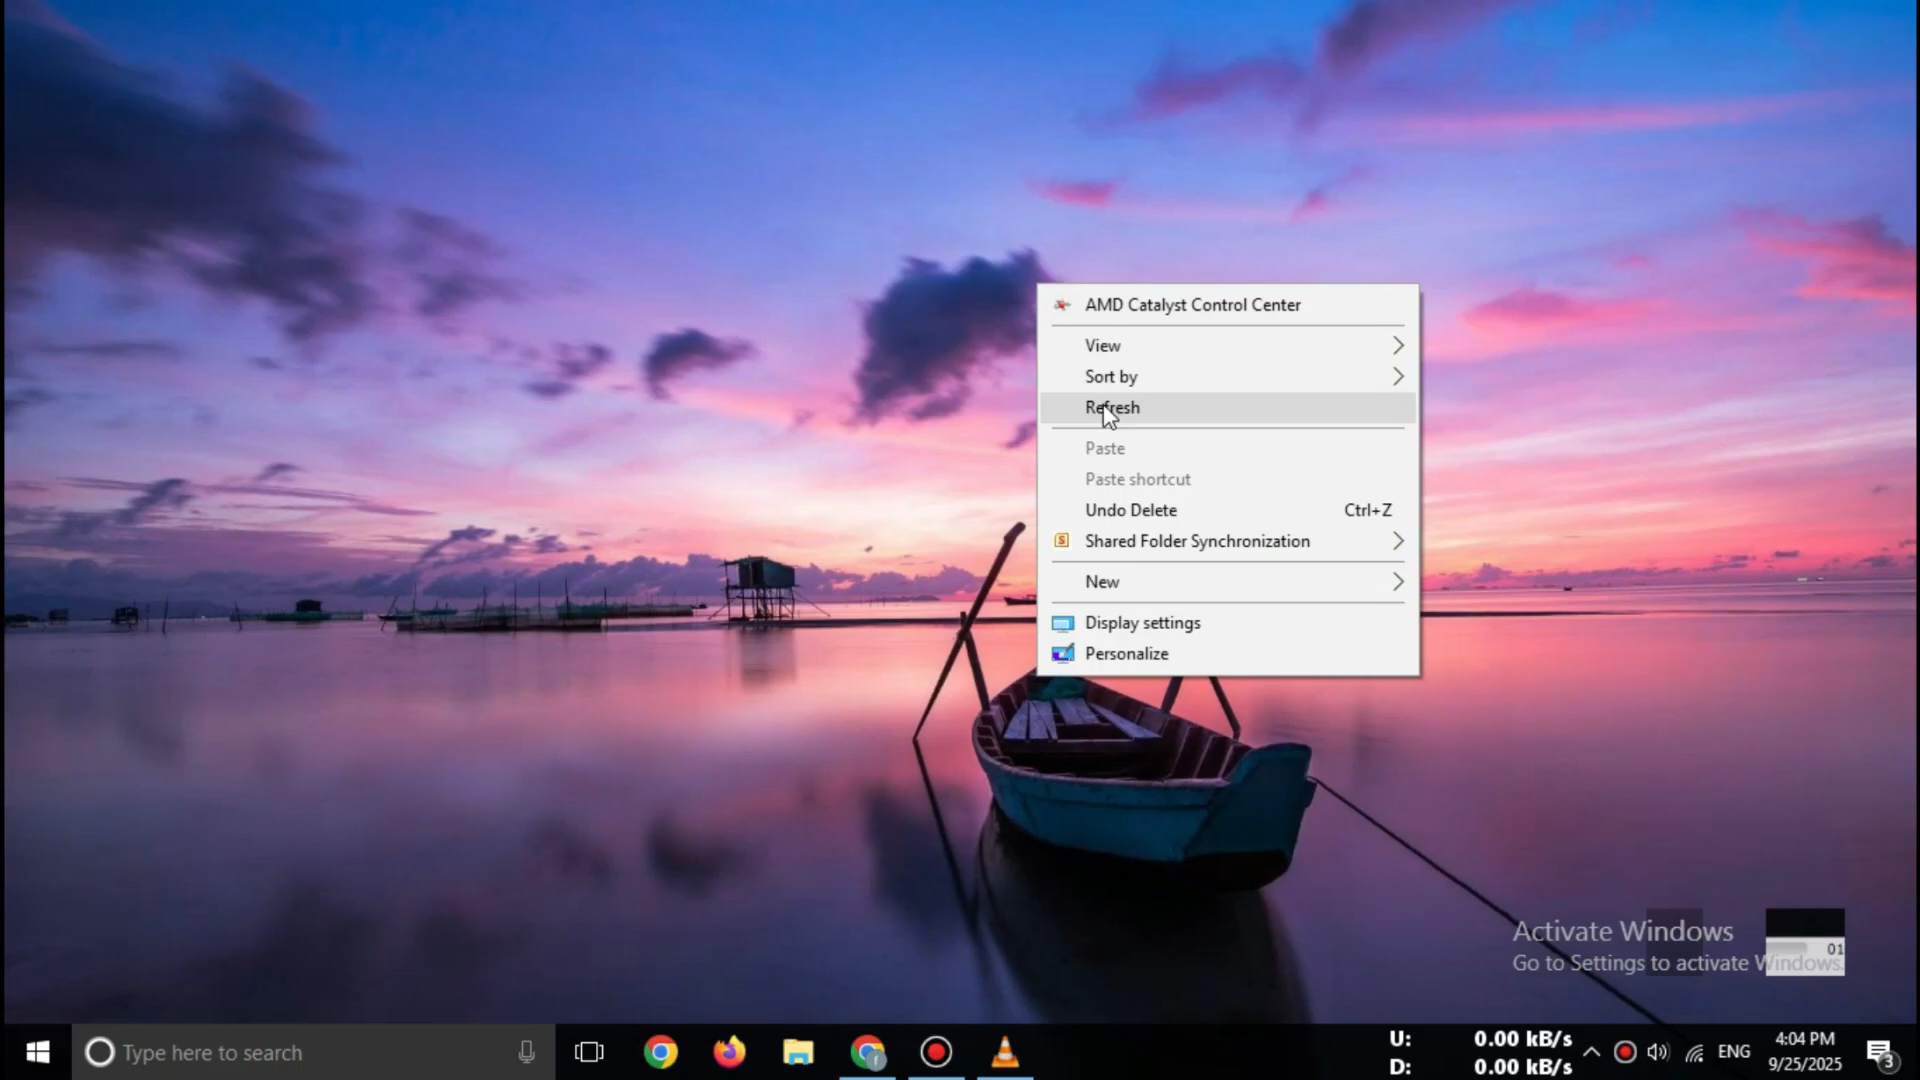 AMD Catalyst Control Center
View
Sort by
Refresh
Paste
Paste shortcut
Undo Delete Ctrl+Z
Shared Folder Synchronization
New
Display settings
Personalize
Activate Windows
01
Go to Settings to activate Windows.
Type here to search
f
U: 0.00 kB/s
D: 0.00 kB/s
ENG
4:04 PM
9/25/2025
3